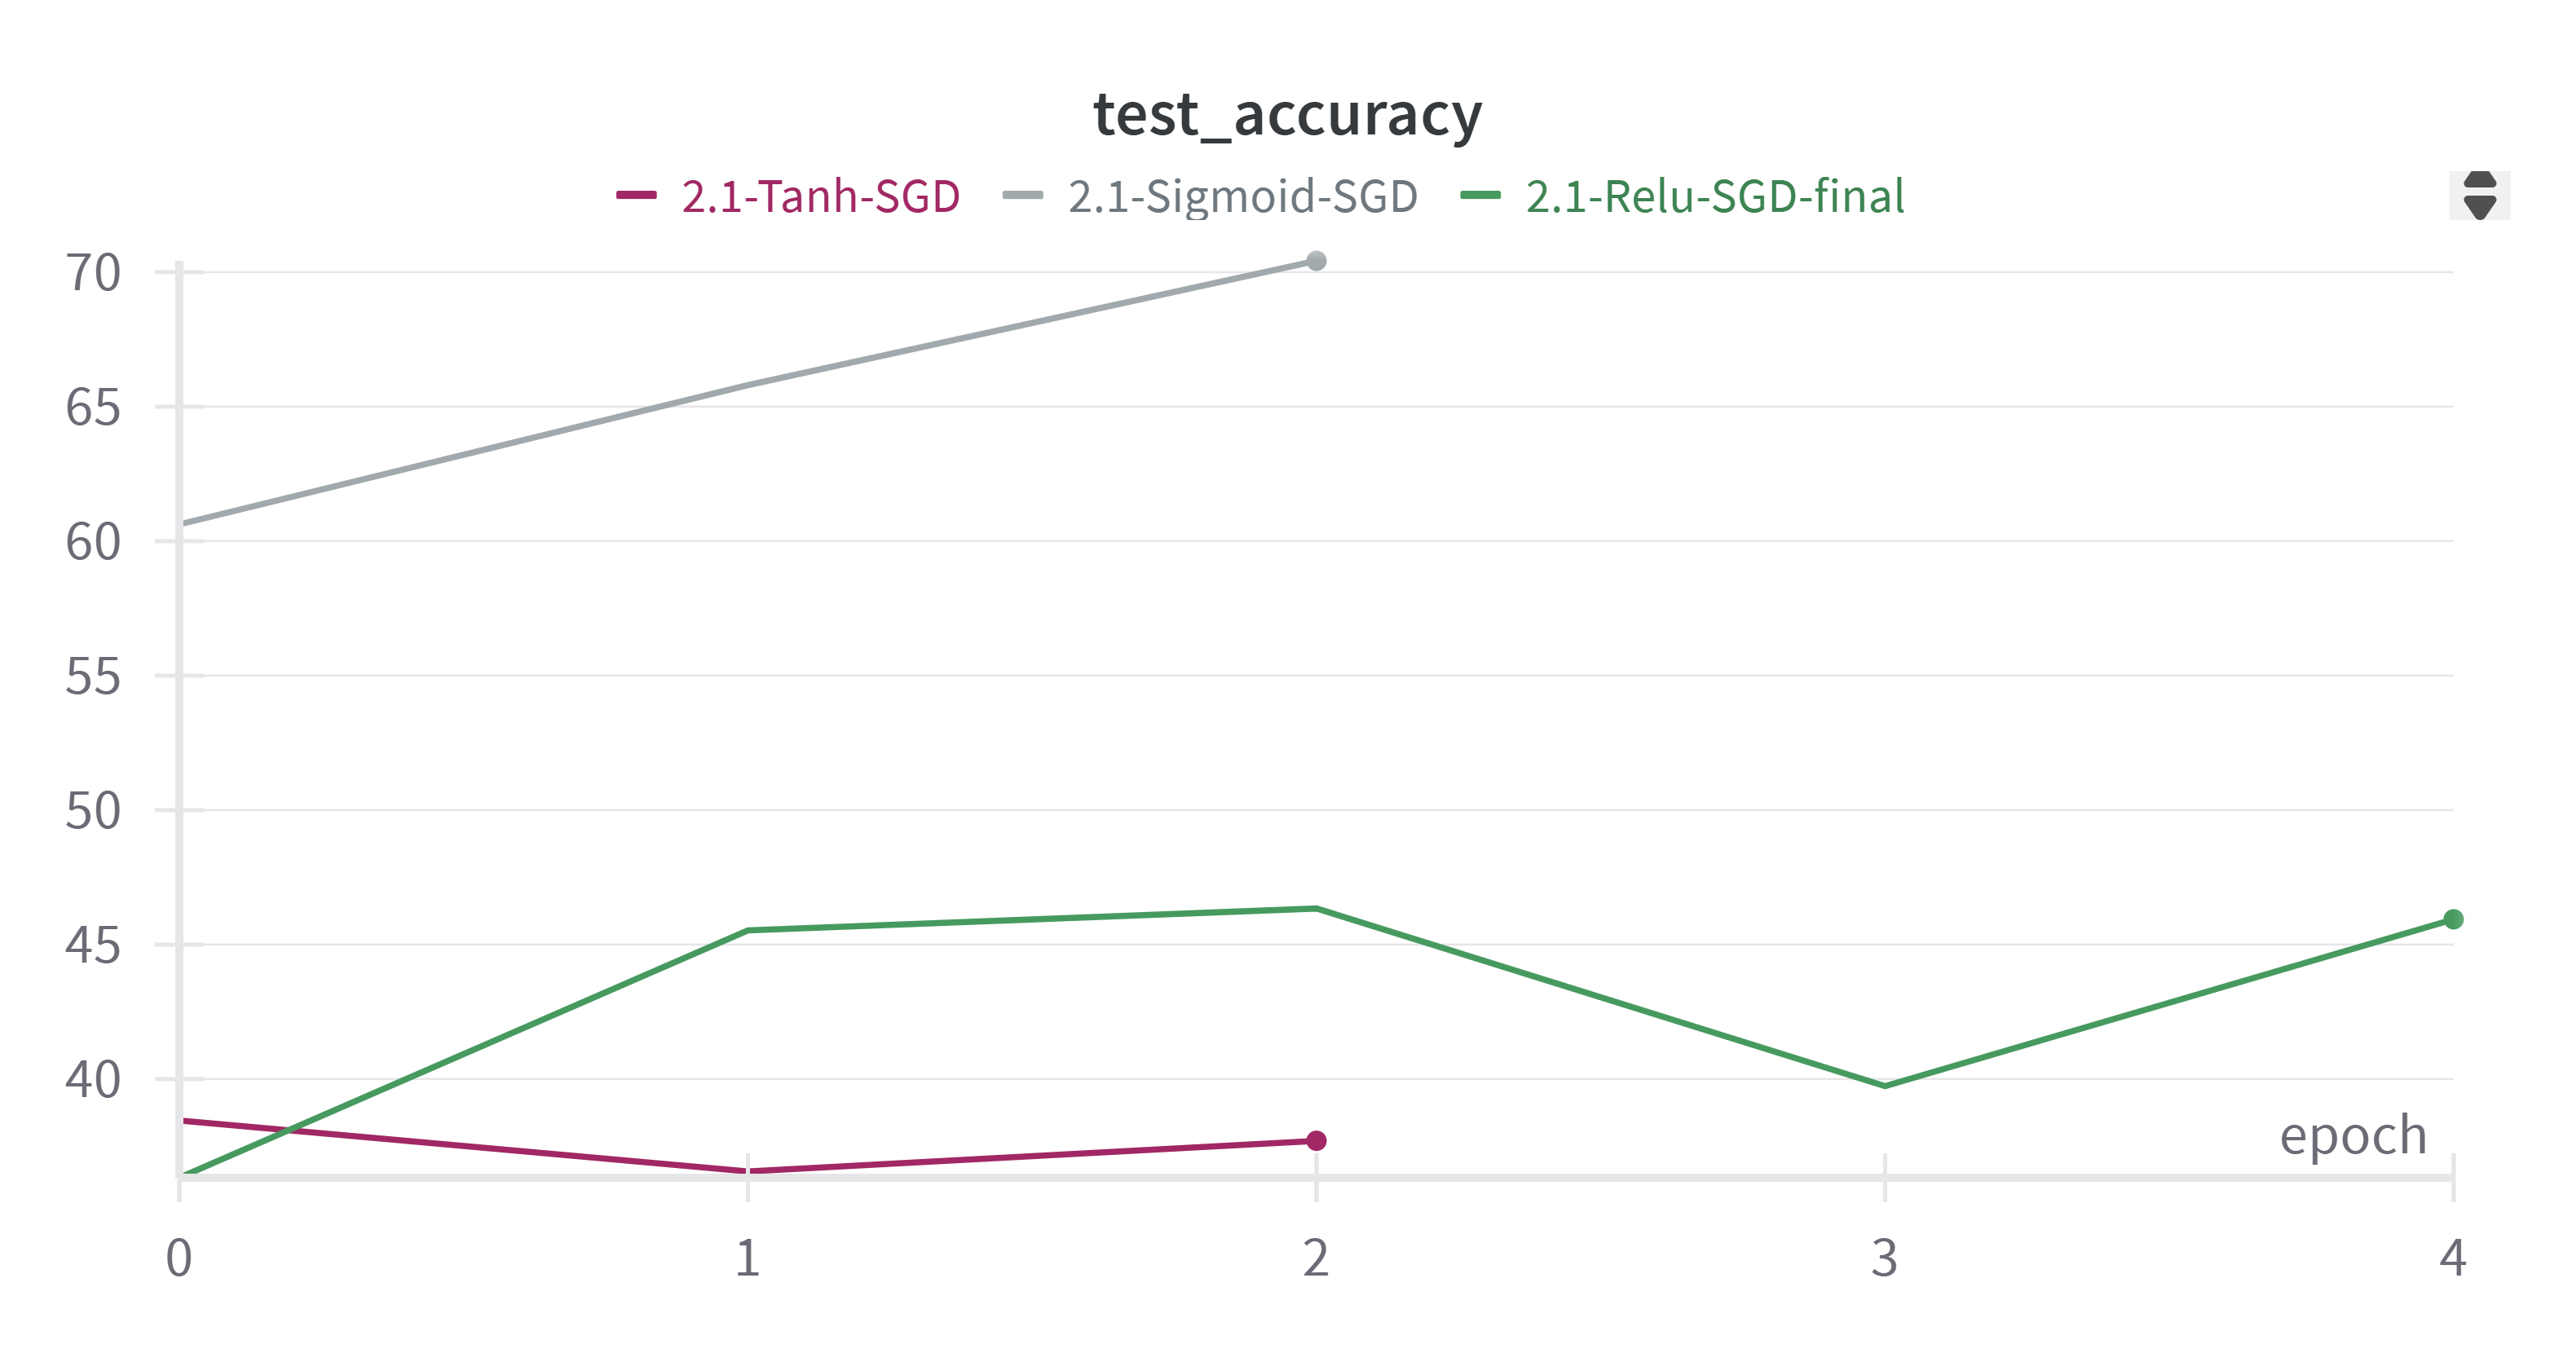 test_accuracy
2.1-Tanh-SGD 2.1-Sigmoid-SGD 2.1-Relu-SGD-final
70
65
60
55
50
45
40
epoch
0 1 2 3 4